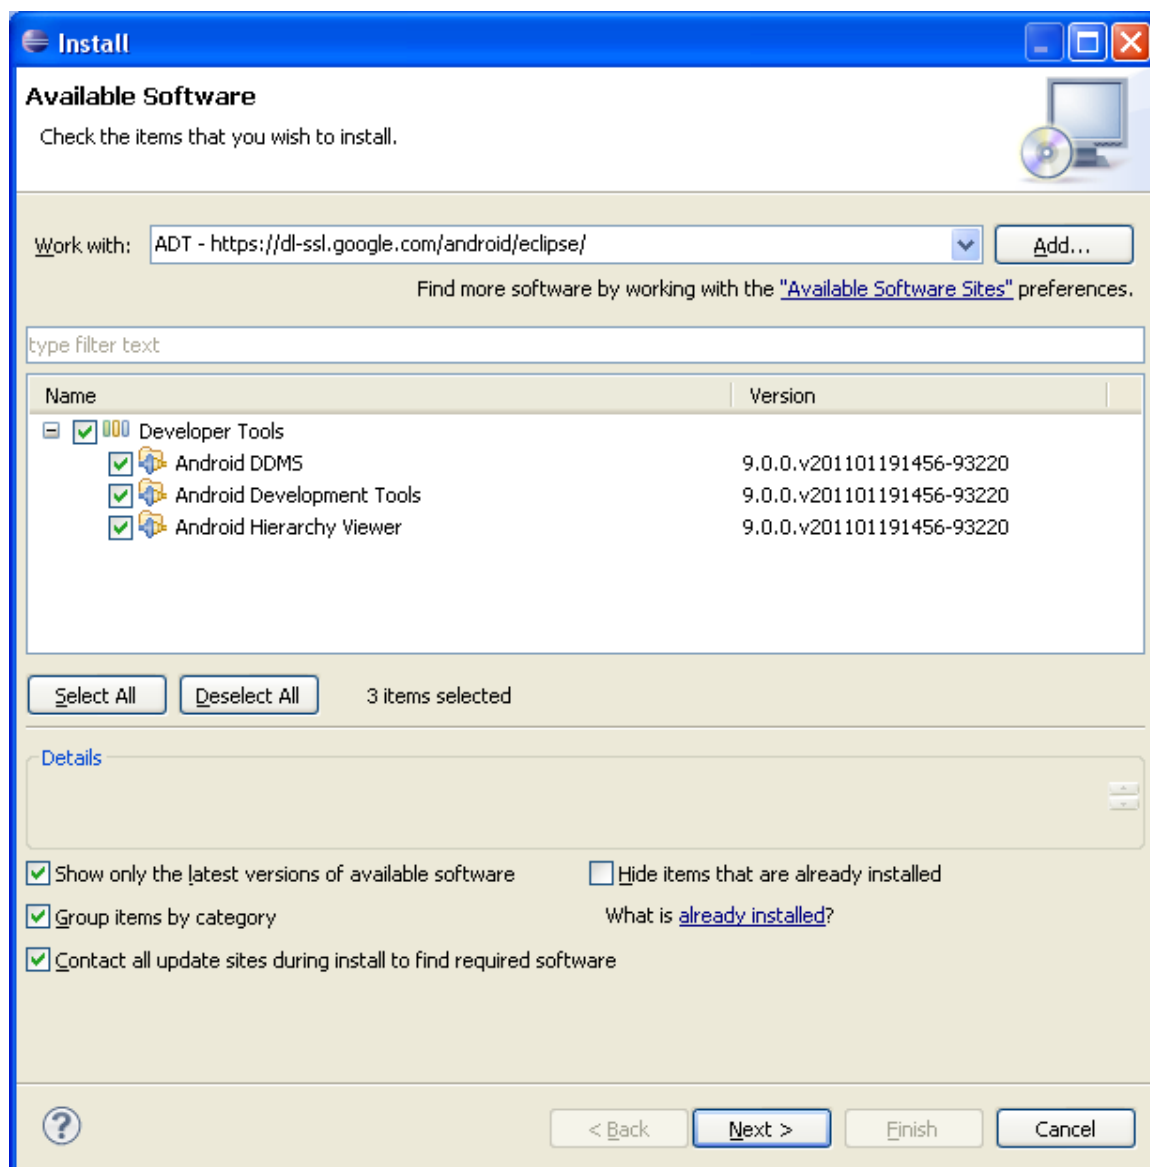 Install
Available Software
Check the items that you wish to install.
Work with: ADT - https://dl-ssl.google.com/android/eclipse/ Add...
Find more software by working with the "Available Software Sites" preferences.
type filter text
Name Version
Developer Tools
Android DDMS 9.0.0.v201101191456-93220
Android Development Tools 9.0.0.v201101191456-93220
Android Hierarchy Viewer 9.0.0.v201101191456-93220
Select All Deselect All 3 items selected
Details
Show only the latest versions of available software Hide items that are already installed
Group items by category What is already installed?
Contact all update sites during install to find required software
? < Back Next > Finish Cancel